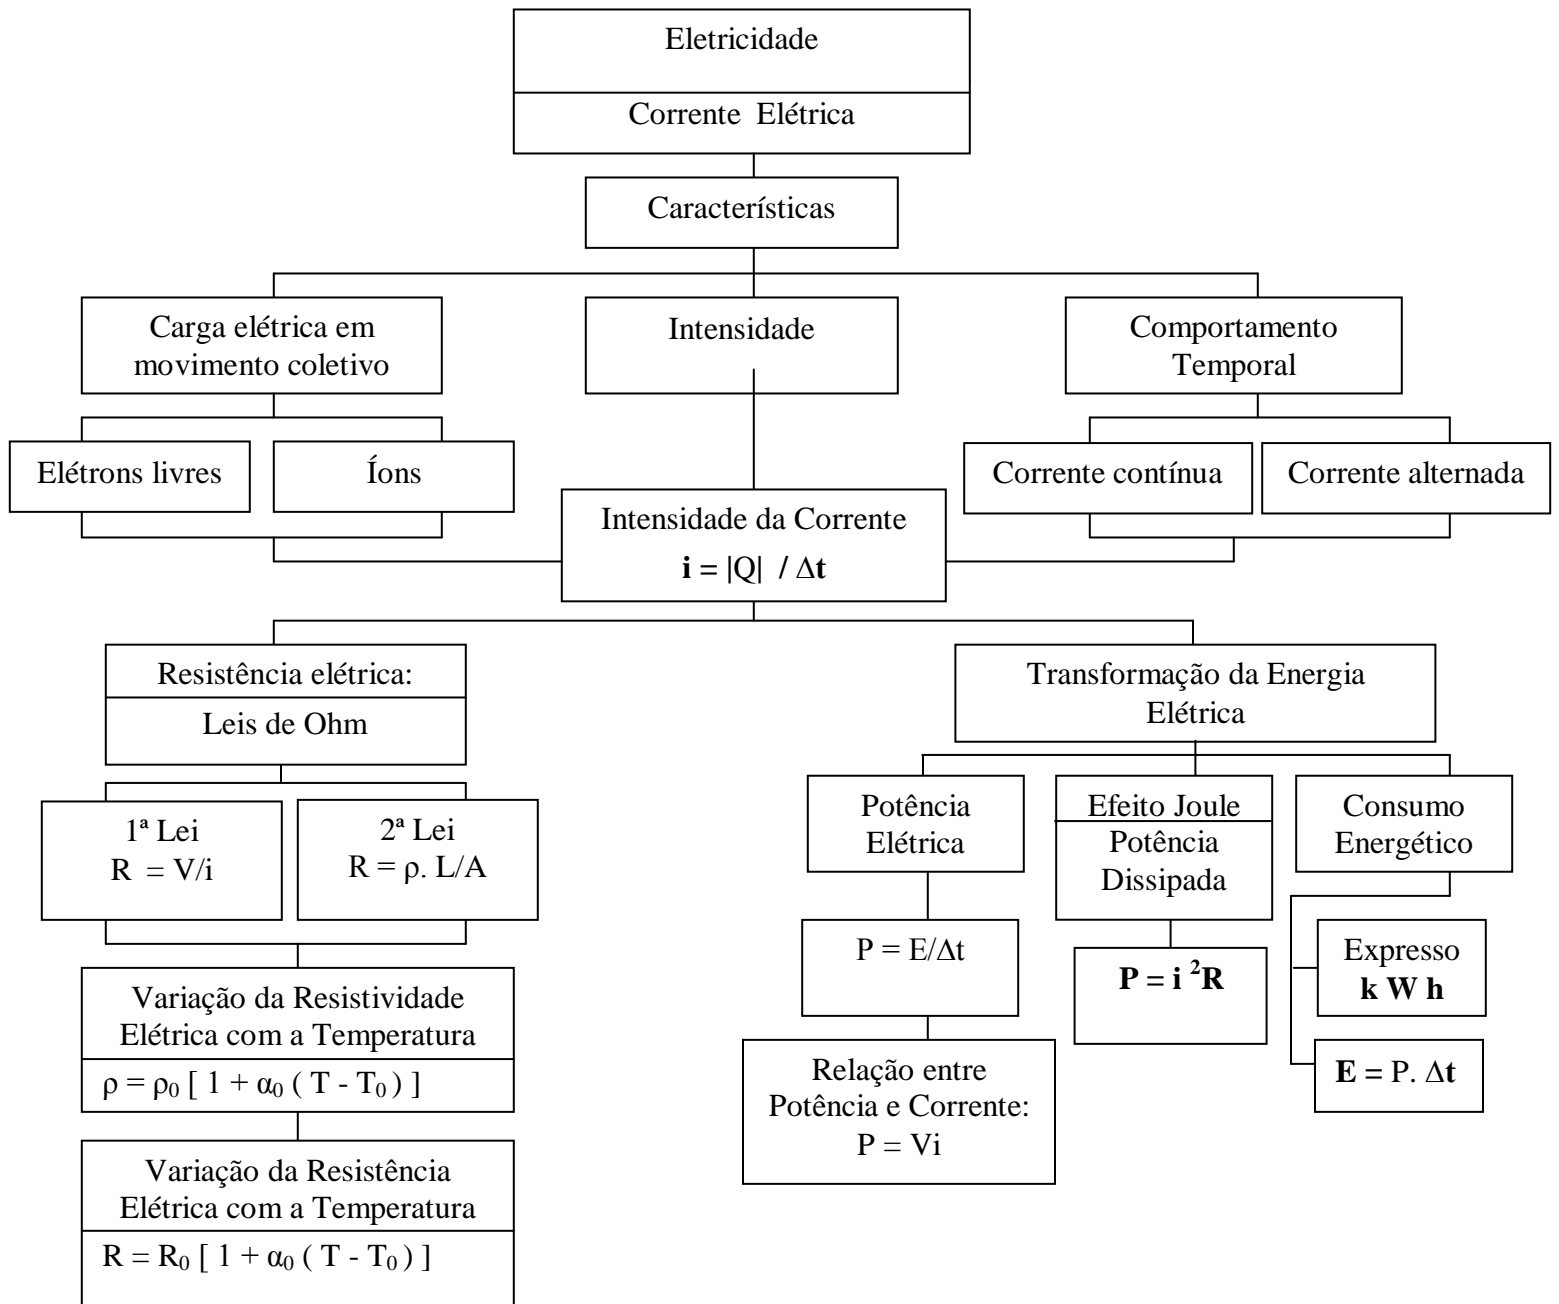 Eletricidade
Corrente Elétrica
Características
Carga elétrica em
movimento coletivo
Intensidade
Comportamento
Temporal
Elétrons livres
Íons
Corrente contínua
Corrente alternada
Intensidade da Corrente
i = |Q| / Δt
Resistência elétrica:
Leis de Ohm
Transformação da Energia
Elétrica
1ª Lei
R = V/i
2ª Lei
R = ρ. L/A
Potência
Elétrica
Efeito Joule
Potência
Dissipada
Consumo
Energético
P = E/Δt
P = i ²R
Expresso
k W h
E = P. Δt
Relação entre
Potência e Corrente:
P = Vi
Variação da Resistividade
Elétrica com a Temperatura
ρ = ρ₀ [ 1 + α₀ ( T - T₀ ) ]
Variação da Resistência
Elétrica com a Temperatura
R = R₀ [ 1 + α₀ ( T - T₀ ) ]